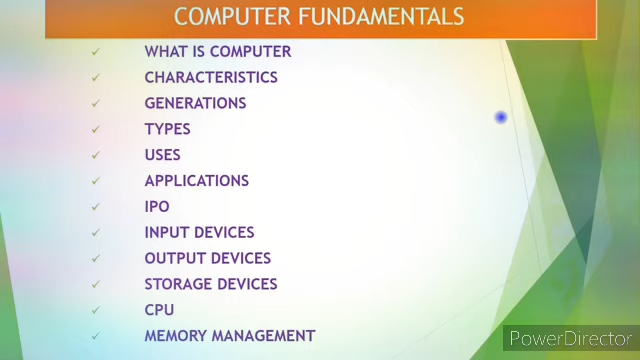 COMPUTER FUNDAMENTALS
WHAT IS COMPUTER
CHARACTERISTICS
GENERATIONS
TYPES
USES
APPLICATIONS
IPO
INPUT DEVICES
OUTPUT DEVICES
STORAGE DEVICES
CPU
MEMORY MANAGEMENT
PowerDirector